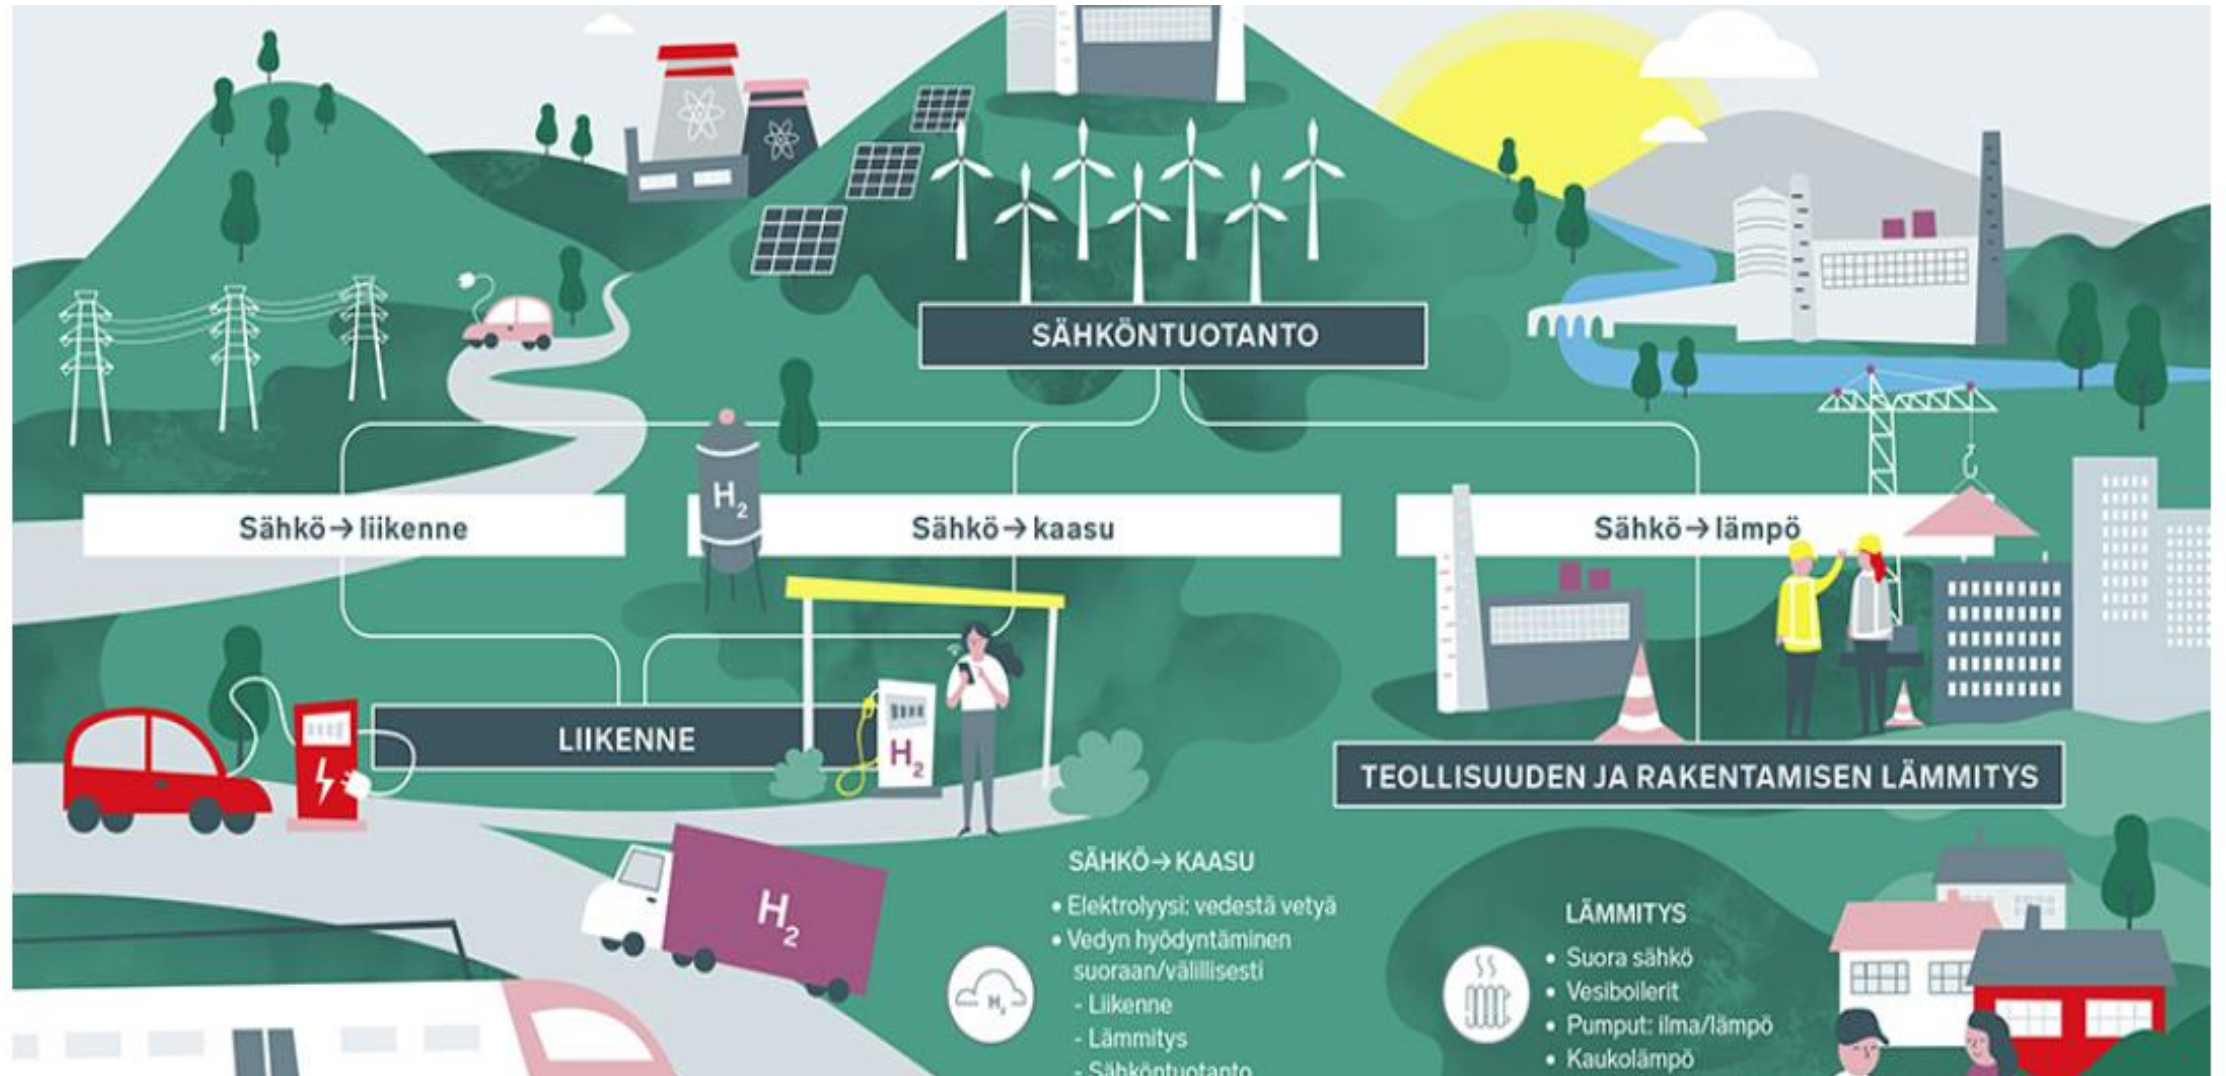 SÄHKÖNTUOTANTO
Sähkö→liikenne
H₂
Sähkö→kaasu
Sähkö→lämpö
LIIKENNE
H₂
TEOLLISUUDEN JA RAKENTAMISEN LÄMMITYS
H₂
SÄHKÖ→KAASU
• Elektrolyysi: vedestä vetyä
• Vedyn hyödyntäminen
suoraan/välillisesti
- Liikenne
- Lämmitys
- Sähköntuotanto
H₂
LÄMMITYS
• Suora sähkö
• Vesiboilerit
• Pumput: ilma/lämpö
• Kaukolämpö